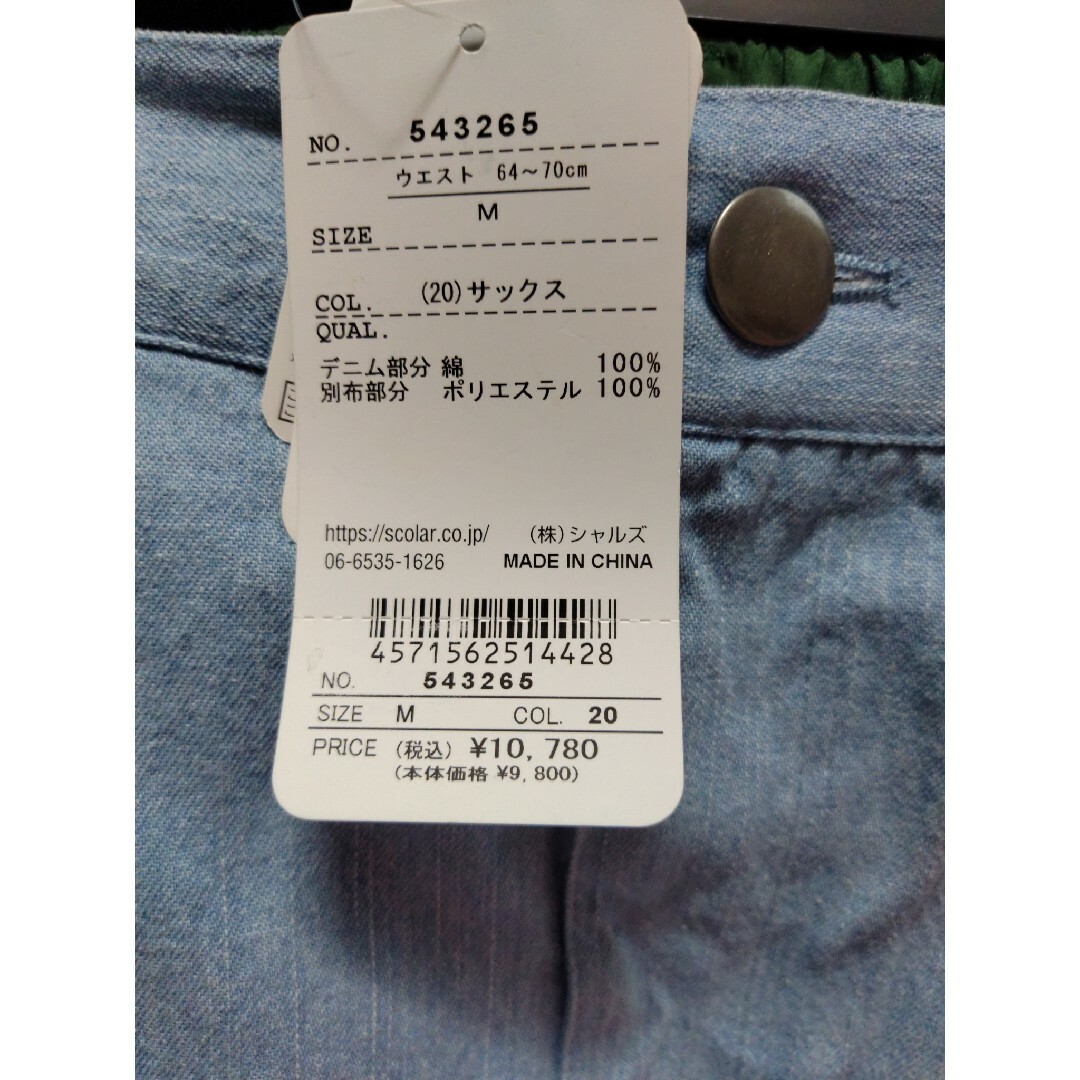 NO. 543265
ウエスト 64～70cm
M
SIZE
COL. (20)サックス
QUAL.
デニム部分 綿 100%
別布部分 ポリエステル 100%
https://scolar.co.jp/ (株)シャルズ
06-6535-1626 MADE IN CHINA
4571562514428
NO. 543265
SIZE M COL. 20
PRICE (税込) ¥10,780
(本体価格 ¥9,800)